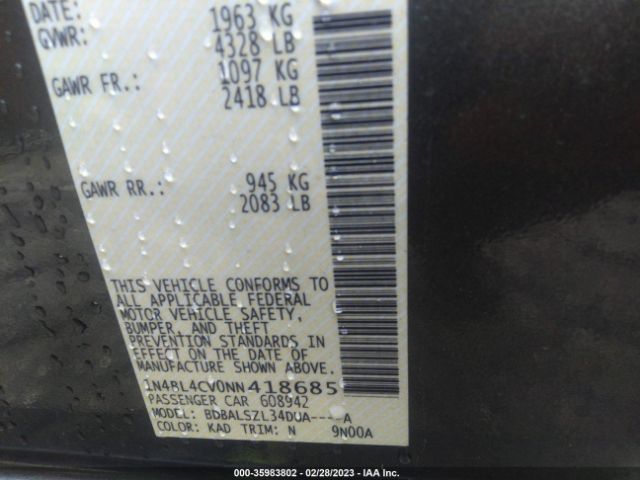 DATE:
GVWR: 1963 KG
4328 LB
GAWR FR.: 1097 KG
2418 LB
GAWR RR.: 945 KG
2083 LB
THIS VEHICLE CONFORMS TO
ALL APPLICABLE FEDERAL
MOTOR VEHICLE SAFETY,
BUMPER, AND THEFT
PREVENTION STANDARDS IN
EFFECT ON THE DATE OF
MANUFACTURE SHOWN ABOVE.
1N4BL4CV0NN418685
PASSENGER CAR 608942
MODEL: BDBALSZL34DUA----A
COLOR: KAD TRIM: N 9N00A
000-35983802 - 02/28/2023 - IAA Inc.